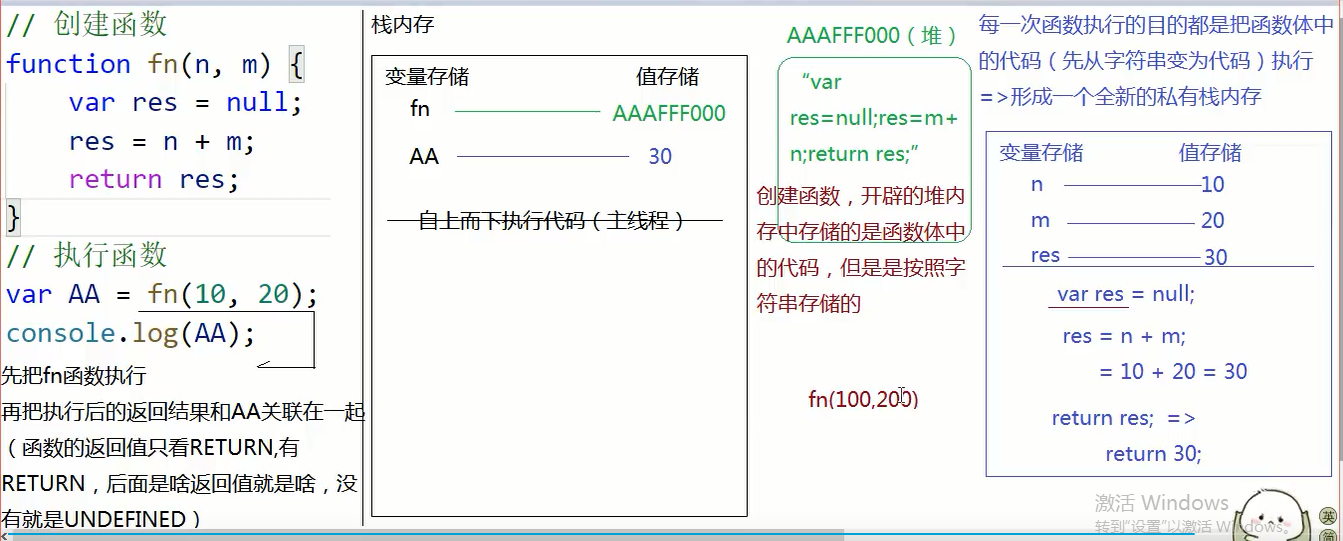 // 创建函数
function fn(n, m) {
var res = null;
res = n + m;
return res;
}
// 执行函数
var AA = fn(10, 20);
console.log(AA);
先把fn函数执行
再把执行后的返回结果和AA关联在一起
（函数的返回值只看RETURN,有
RETURN，后面是啥返回值就是啥，没
有就是UNDEFINED）
栈内存
变量存储 值存储
fn AAAFFF000
AA 30
自上而下执行代码（主线程）
AAAFFF000（堆）
“var
res=null;res=m+
n;return res;”
创建函数，开辟的堆内
存中存储的是函数体中
的代码，但是是按照字
符串存储的
fn(100,200)
每一次函数执行的目的都是把函数体中
的代码（先从字符串变为代码）执行
=>形成一个全新的私有栈内存
变量存储 值存储
n 10
m 20
res 30
var res = null;
res = n + m;
= 10 + 20 = 30
return res; =>
return 30;
激活 Windows
转到“设置”以激活 Windows。
英
简